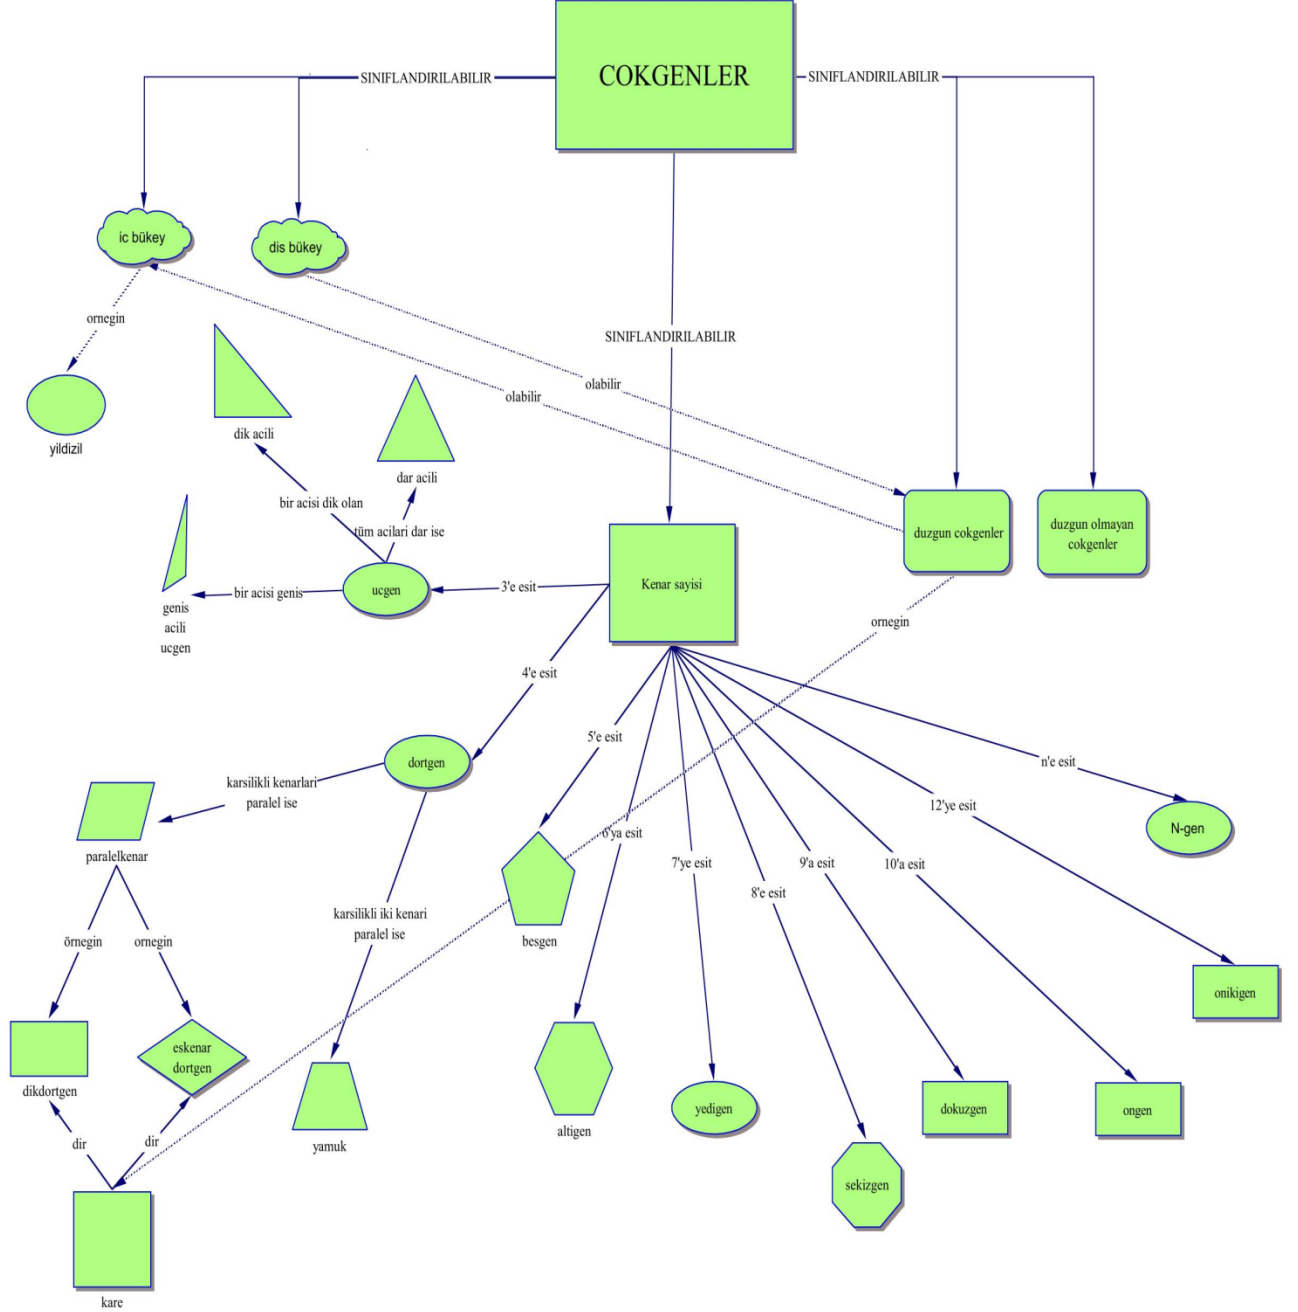 COKGENLER
SINIFLANDIRILABILIR
SINIFLANDIRILABILIR
ic bükey
dis bükey
ornegin
SINIFLANDIRILABILIR
olabilir
olabilir
yildizil
dik acili
dar acili
bir acisi dik olan
tüm acilari dar ise
duzgun cokgenler
duzgun olmayan
cokgenler
Kenar sayisi
3'e esit
ucgen
bir acisi genis
genis
acili
ucgen
ornegin
4'e esit
5'e esit
dortgen
n'e esit
karsilikli kenarlari
paralel ise
12'ye esit
N-gen
6'ya esit
7'ye esit
9'a esit
10'a esit
8'e esit
paralelkenar
karsilikli iki kenari
paralel ise
besgen
örnegin
ornegin
onikigen
eskenar
dortgen
dikdortgen
yedigen
dokuzgen
ongen
altigen
yamuk
dir
dir
sekizgen
kare